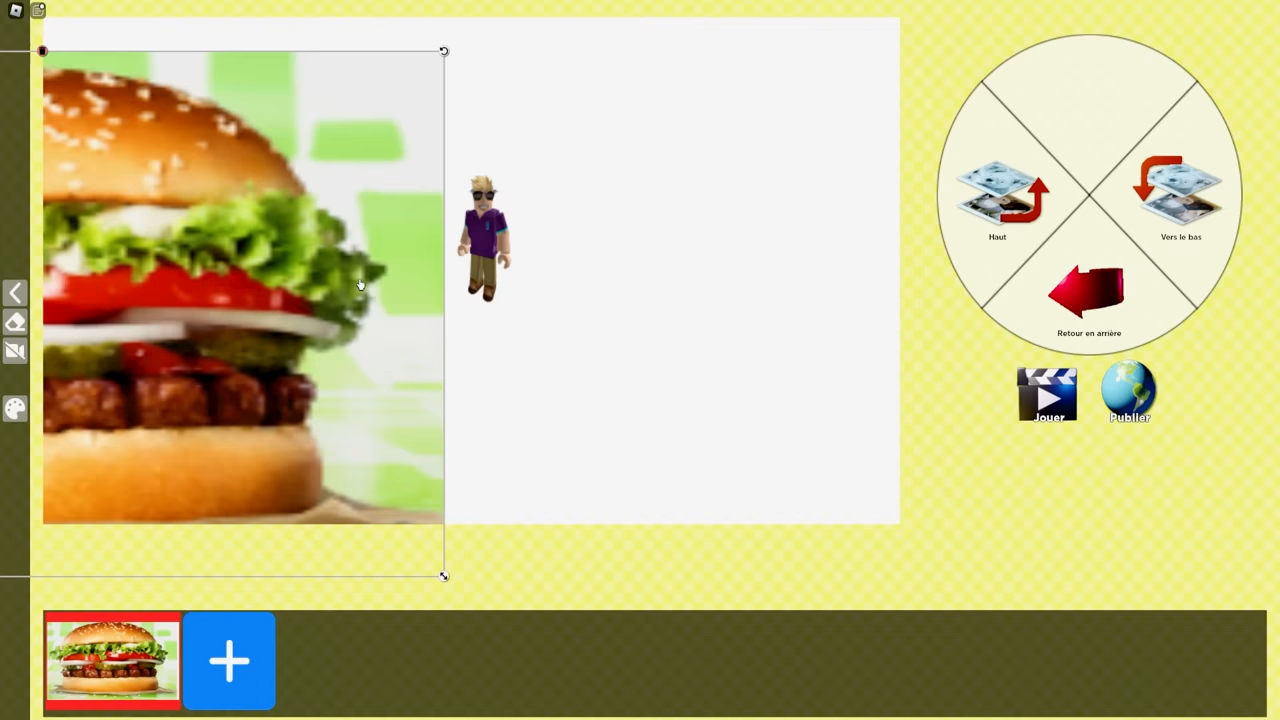 Haut
Vers le bas
Retour en arrière
Jouer
Publier